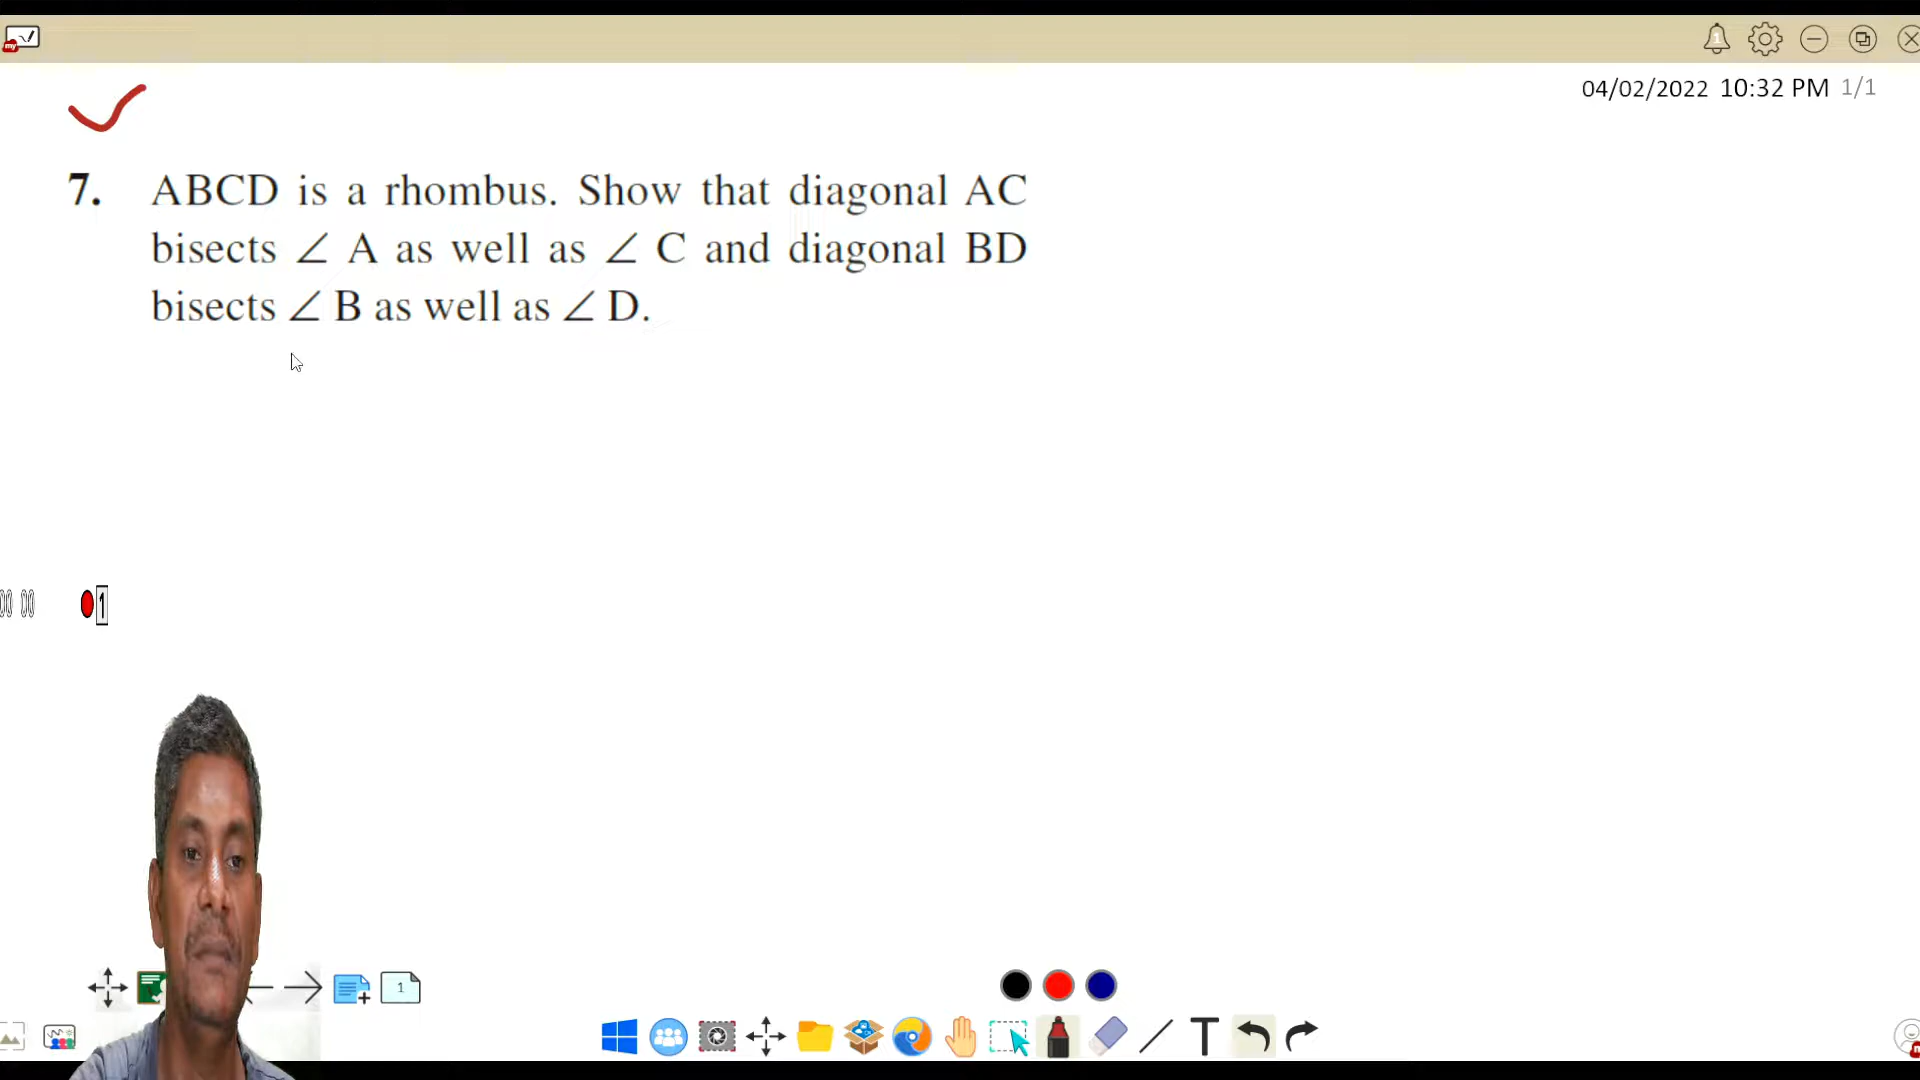 04/02/2022 10:32 PM 1/1
7. ABCD is a rhombus. Show that diagonal AC
bisects ∠ A as well as ∠ C and diagonal BD
bisects ∠ B as well as ∠ D.
1
1
T